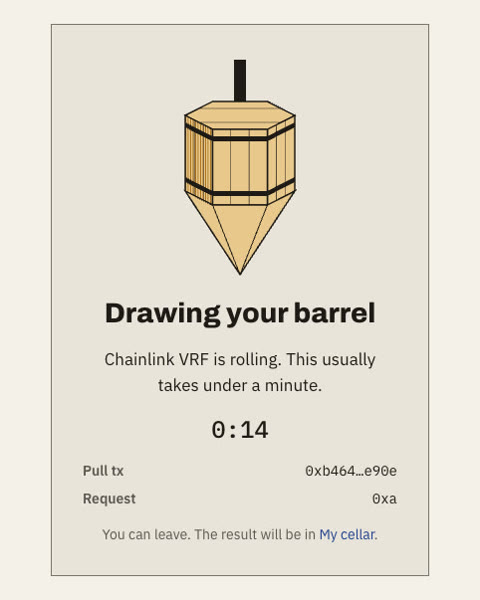 Drawing your barrel
Chainlink VRF is rolling. This usually
takes under a minute.
0:14
Pull tx 0xb464…e90e
Request 0xa
You can leave. The result will be in My cellar.